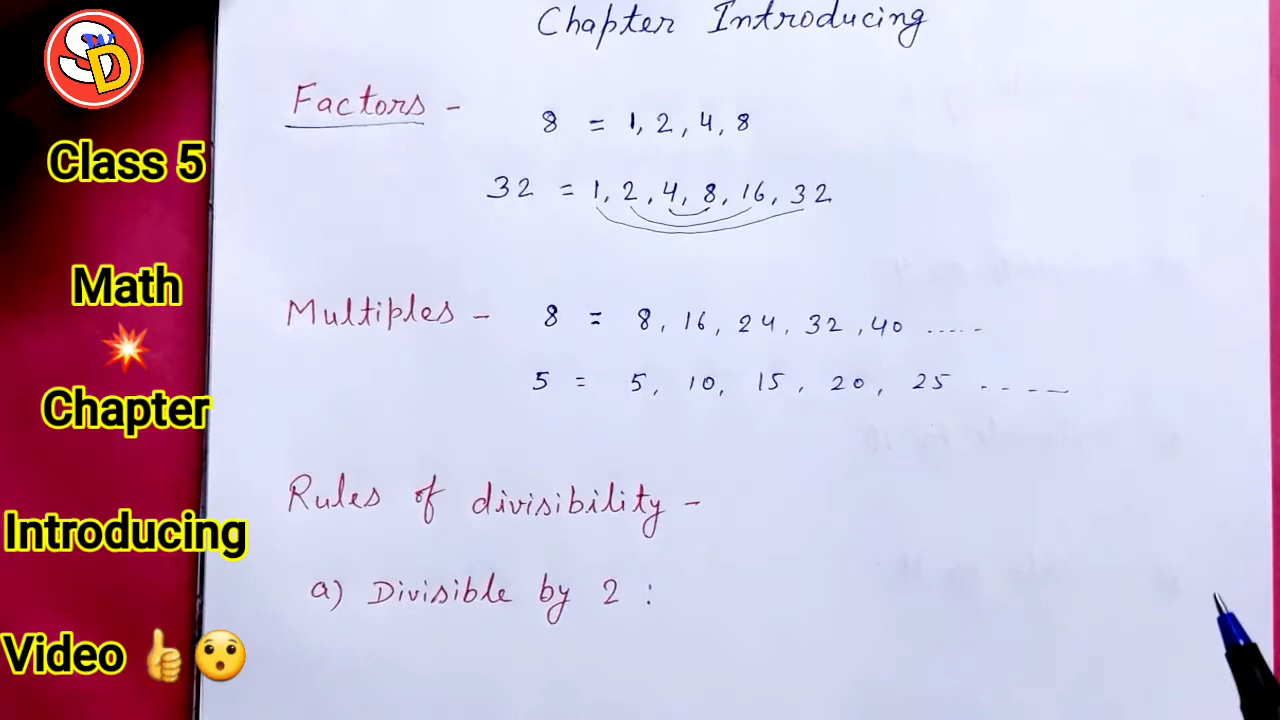 SWD
Class 5
Math
Chapter
Introducing
Video
Chapter Introducing
Factors -
8 = 1, 2, 4, 8
32 = 1, 2, 4, 8, 16, 32
Multiples - 8 = 8, 16, 24, 32, 40 .....
5 = 5, 10, 15, 20, 25 ....
Rules of divisibility -
a) Divisible by 2 :